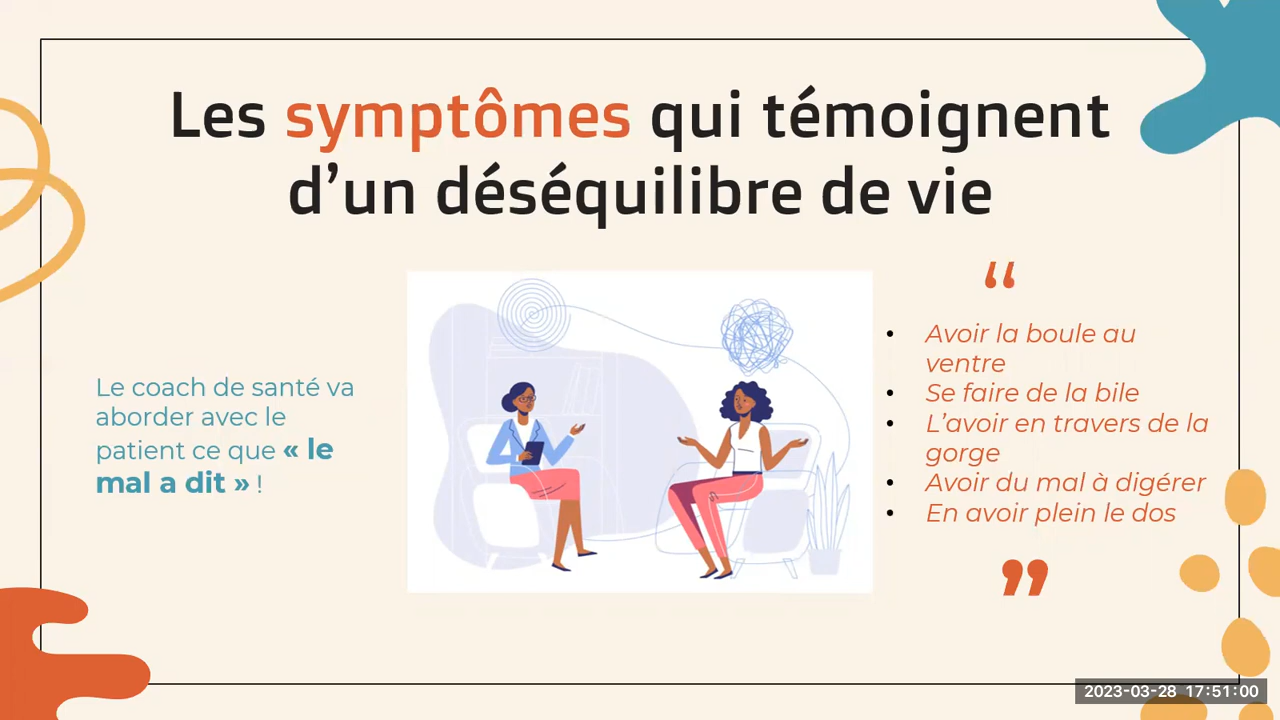 Les symptômes qui témoignent
d’un déséquilibre de vie
Le coach de santé va
aborder avec le
patient ce que « le
mal a dit » !
“
• Avoir la boule au
ventre
• Se faire de la bile
• L’avoir en travers de la
gorge
• Avoir du mal à digérer
• En avoir plein le dos
”
2023-03-28 17:51:00